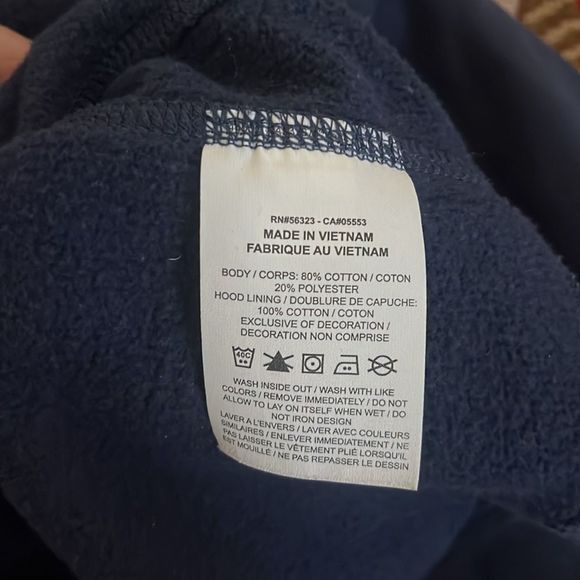 RN#56323 - CA#05553
MADE IN VIETNAM
FABRIQUE AU VIETNAM
BODY / CORPS: 80% COTTON / COTON
20% POLYESTER
HOOD LINING / DOUBLURE DE CAPUCHE:
100% COTTON / COTON
EXCLUSIVE OF DECORATION /
DECORATION NON COMPRISE
40C
WASH INSIDE OUT / WASH WITH LIKE
COLORS / REMOVE IMMEDIATELY / DO NOT
ALLOW TO LAY ON ITSELF WHEN WET / DO
NOT IRON DESIGN
LAVER A L'ENVERS / LAVER AVEC COULEURS
SIMILAIRES / ENLEVER IMMÉDIATEMENT / NE
PAS LAISSER LE VÊTEMENT PLIÉ LORSQU'IL
EST MOUILLÉ / NE PAS REPASSER LE DESSIN